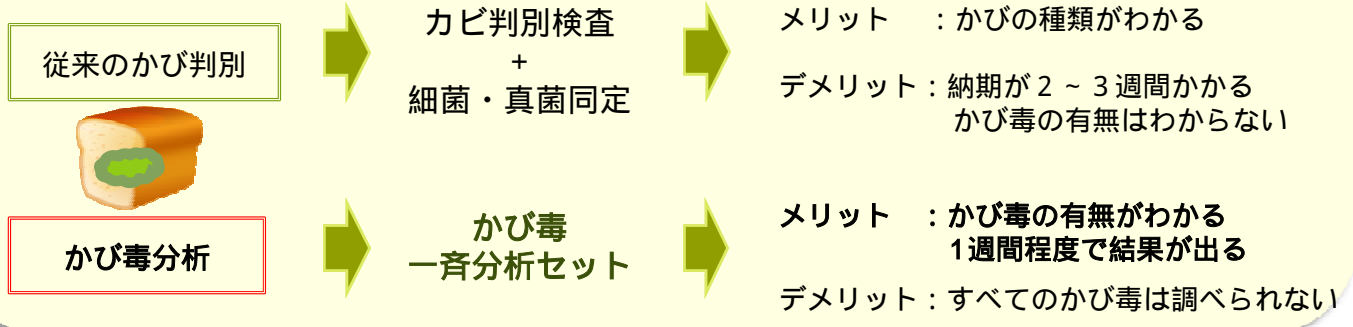 従来のかび判別
カビ判別検査
+
細菌・真菌同定
メリット　：かびの種類がわかる
デメリット：納期が２～３週間かかる
かび毒の有無はわからない
かび毒分析
かび毒
一斉分析セット
メリット　：かび毒の有無がわかる
1週間程度で結果が出る
デメリット：すべてのかび毒は調べられない